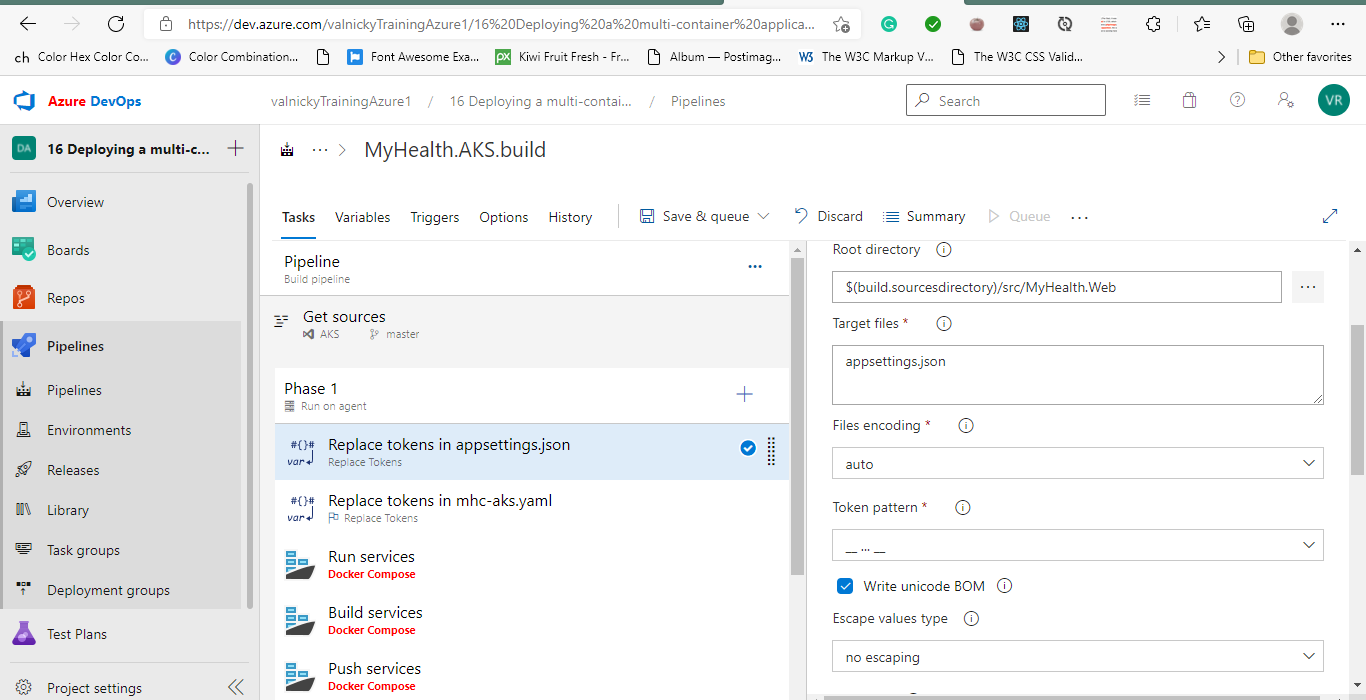 https://dev.azure.com/valnickyTrainingAzure1/16%20Deploying%20a%20multi-container%20applica...
ch Color Hex Color Co...
Color Combination...
Font Awesome Exa...
Kiwi Fruit Fresh - Fr...
Album — Postimag...
The W3C Markup V...
The W3C CSS Valid...
Other favorites
Azure DevOps
valnickyTrainingAzure1 / 16 Deploying a multi-contai... / Pipelines
Search
VR
DA 16 Deploying a multi-c...
Overview
Boards
Repos
Pipelines
Pipelines
Environments
Releases
Library
Task groups
Deployment groups
Test Plans
Project settings
... > MyHealth.AKS.build
Tasks Variables Triggers Options History Save & queue Discard Summary Queue ...
Pipeline
Build pipeline
...
Get sources
AKS master
Phase 1
Run on agent
#{}# Replace tokens in appsettings.json
var Replace Tokens
#{}# Replace tokens in mhc-aks.yaml
var Replace Tokens
Run services
Docker Compose
Build services
Docker Compose
Push services
Docker Compose
Root directory
$(build.sourcesdirectory)/src/MyHealth.Web ...
Target files *
appsettings.json
Files encoding *
auto
Token pattern *
__ ... __
Write unicode BOM
Escape values type
no escaping